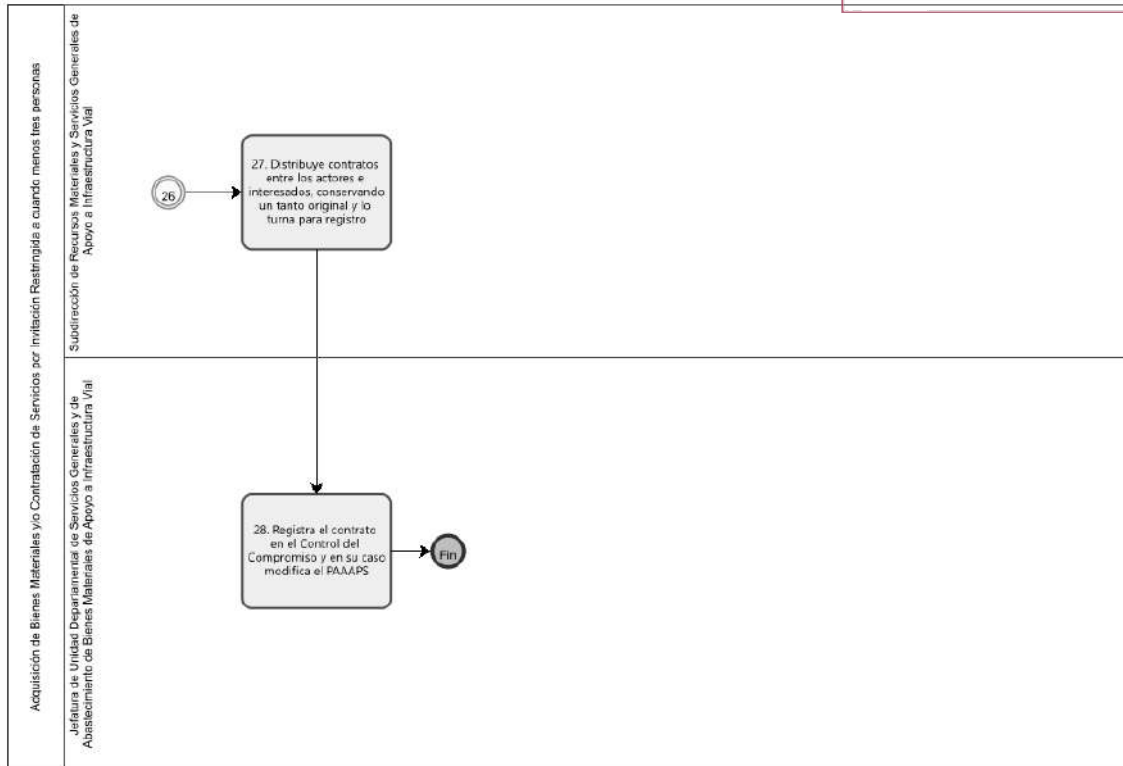 Adquisición de Bienes Materiales y/o Contratación de Servicios por Invitación Restringida a cuando menos tres personas
Subdirección de Recursos Materiales y Servicios Generales de
Apoyo a Infraestructura Vial
26
27. Distribuye contratos
entre los actores e
interesados, conservando
un tanto original y lo
turna para registro
Jefatura de Unidad Departamental de Servicios Generales y de
Abastecimiento de Bienes Materiales de Apoyo a Infraestructura Vial
28. Registra el contrato
en el Control del
Compromiso y en su caso
modifica el PAAAPS
Fin